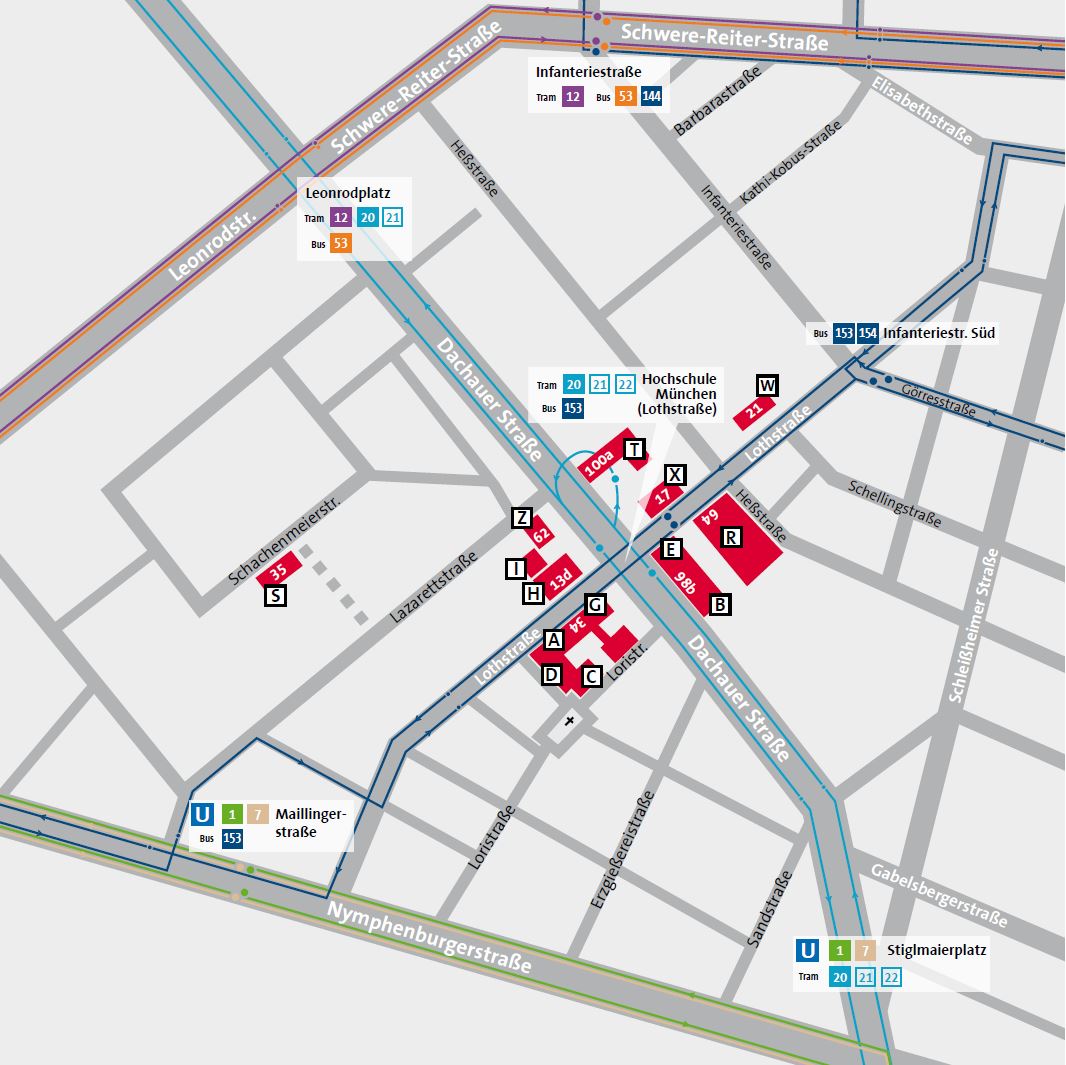 Schwere-Reiter-Straße
Schwere-Reiter-Straße
Infanteriestraße
Tram 12 Bus 53 144
Barbarastraße
Elisabethstraße
Kathi-Kobus-Straße
Heßstraße
Infanteriestraße
Leonrodplatz
Tram 12 20 21
Bus 53
Leonrodstr.
Bus 153 154 Infanteriestr. Süd
Dachauer Straße
Tram 20 21 22 Hochschule
München
Bus 153
(Lothstraße)
W
21
Görresstraße
Lothstraße
T
100a
X
17
Schellingstraße
Heßstraße
Z
62
64
R
E
I
H
13d
98b
B
Schachenmeierstr.
35
S
Lazarettstraße
G
34
A
D
C
Loristr.
Lothstraße
Dachauer Straße
Schleißheimer Straße
U 1 7 Maillinger-
straße
Bus 153
Loristraße
Erzgießereistraße
Sandstraße
Gabelsbergerstraße
Nymphenburgerstraße
U 1 7 Stiglmaierplatz
Tram 20 21 22